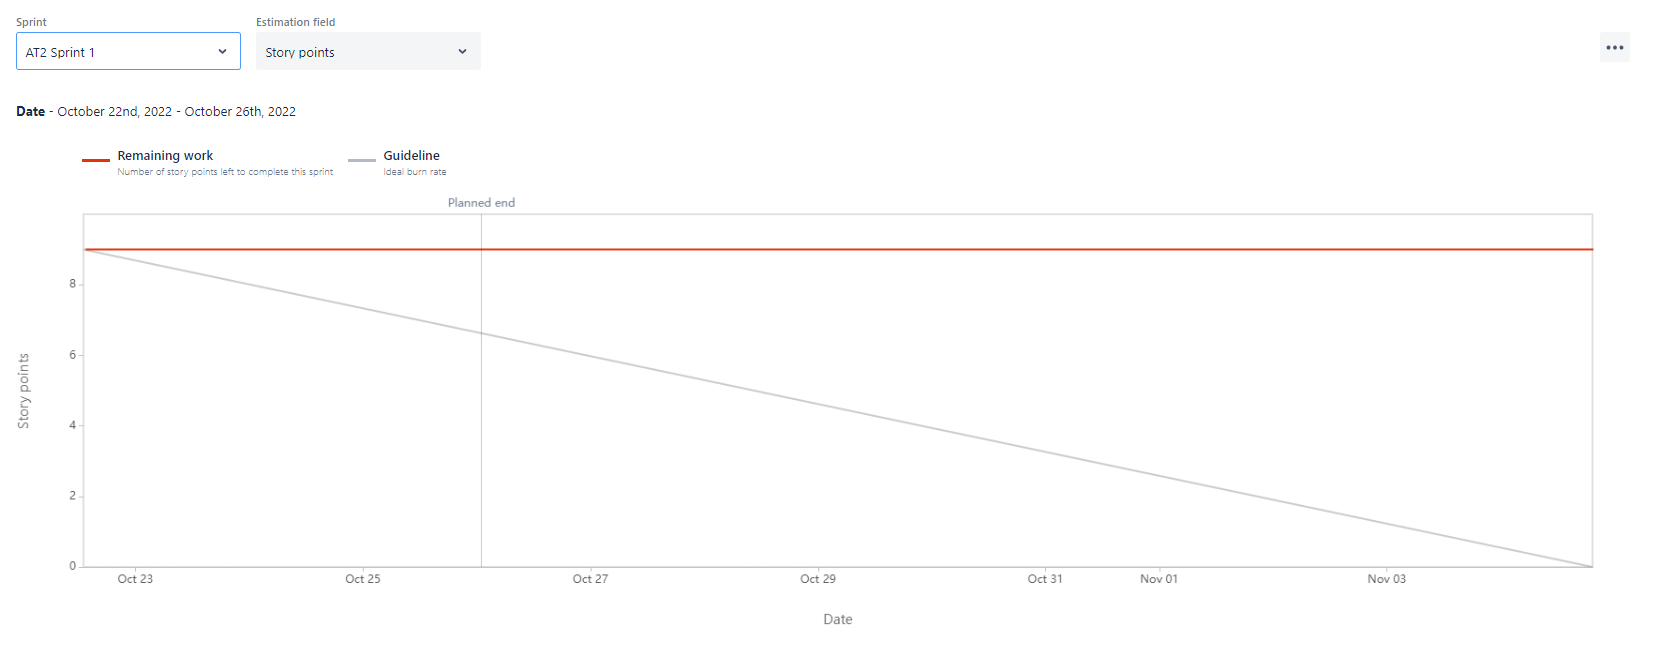 Sprint
Estimation field
AT2 Sprint 1
Story points
Date - October 22nd, 2022 - October 26th, 2022
Remaining work
Number of story points left to complete this sprint
Guideline
Ideal burn rate
Planned end
8
6
4
2
0
Story points
Oct 23
Oct 25
Oct 27
Oct 29
Oct 31
Nov 01
Nov 03
Date